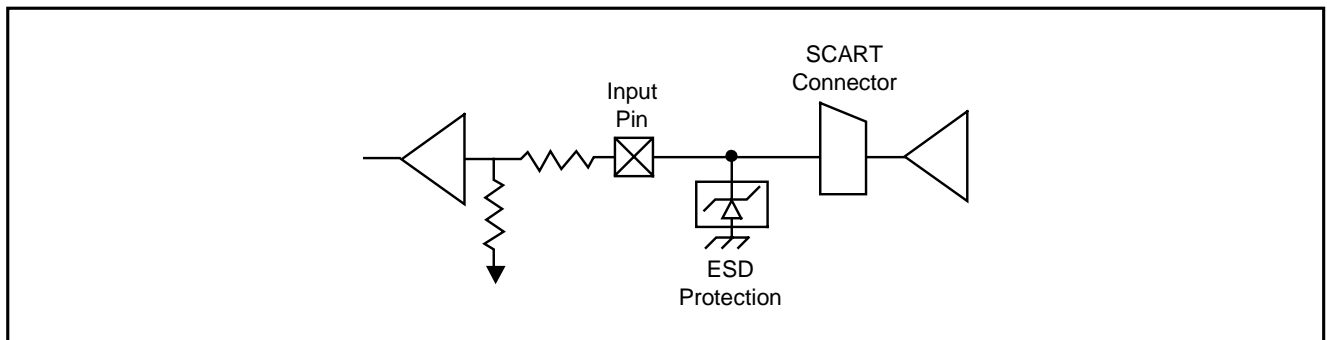 SCART
Connector
Input
Pin
ESD
Protection